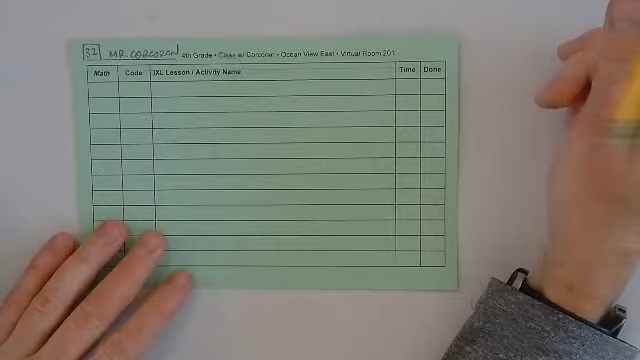 32 MR. CORCORAN 4th Grade • Class w/ Corcoran • Ocean View East • Virtual Room 201
Math Code IXL Lesson / Activity Name Time Done